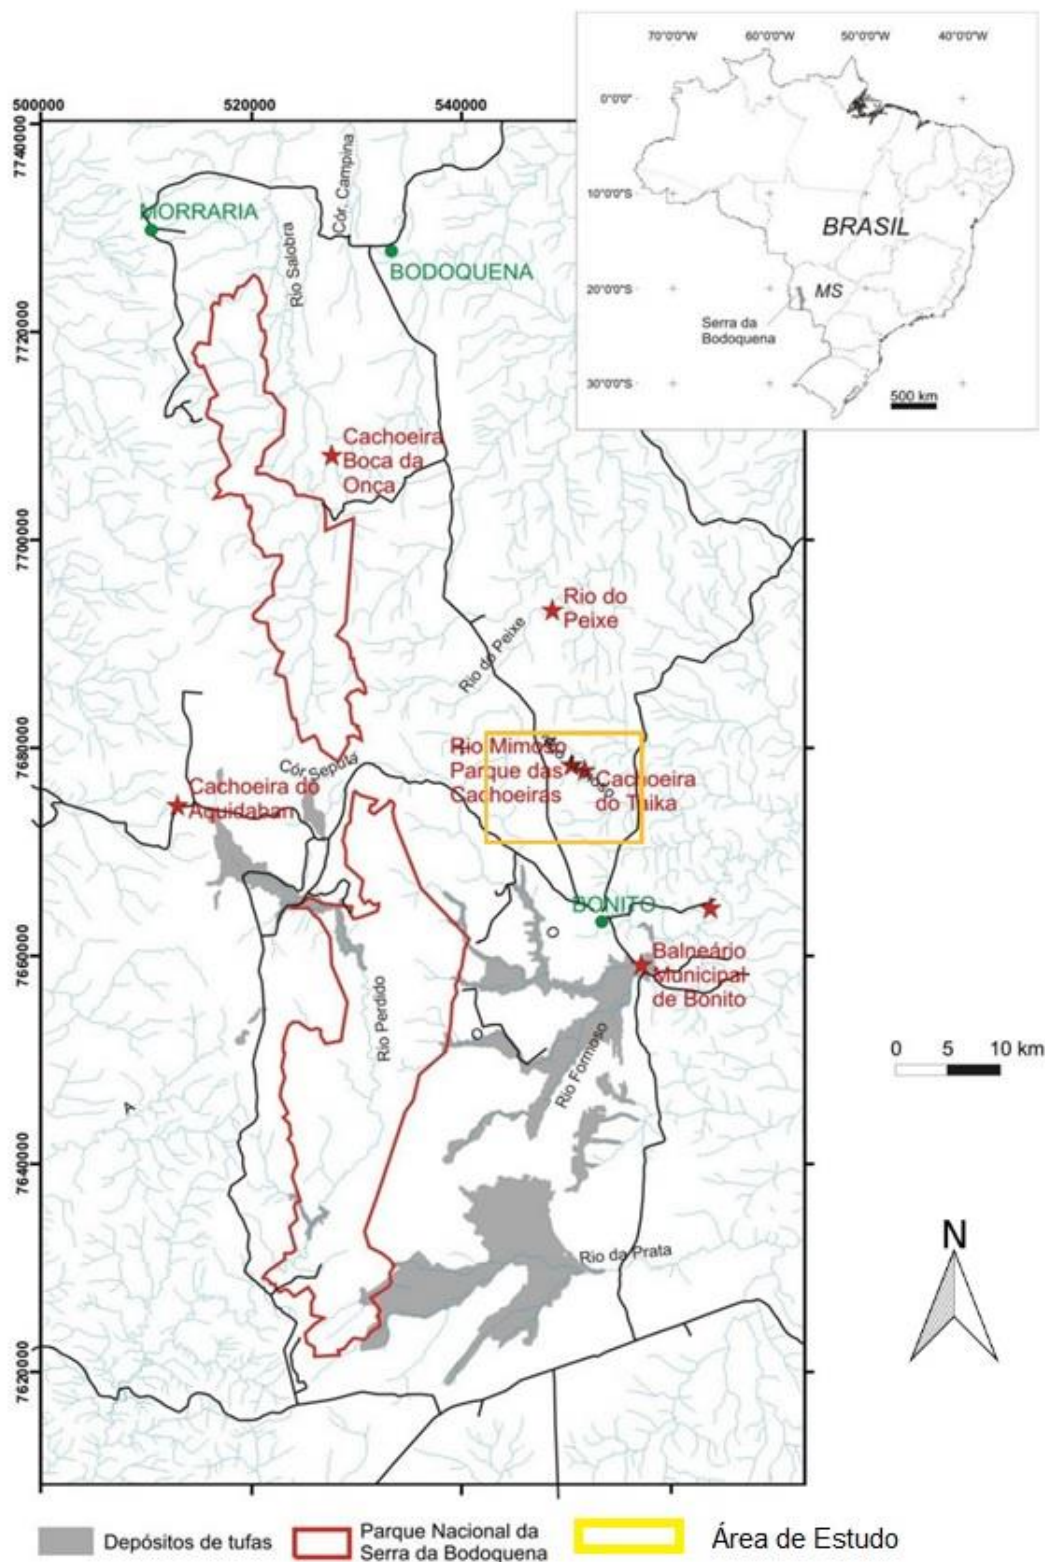 70°0'0"W
60°0'0"W
50°0'0"W
40°0'0"W
0°0'0"
10°0'0"S
20°0'0"S
30°0'0"S
BRASIL
MS
Serra da
Bodoquena
500 km
500000
520000
540000
7740000
7720000
7700000
7680000
7660000
7640000
7620000
MORRARIA
Rio Salobra
Cór. Campina
BODOQUENA
Cachoeira
Boca da
Onça
Rio do
Peixe
Rio do Peixe
Rio Mimoso
Parque das
Cachoeiras
Cachoeira
do Taika
Cór Sepula
Cachoeira do
Aquidaban
BONITO
Balneário
Municipal
de Bonito
Rio Perdido
Rio Formoso
Rio da Prata
0 5 10 km
N
Depósitos de tufas
Parque Nacional da
Serra da Bodoquena
Área de Estudo